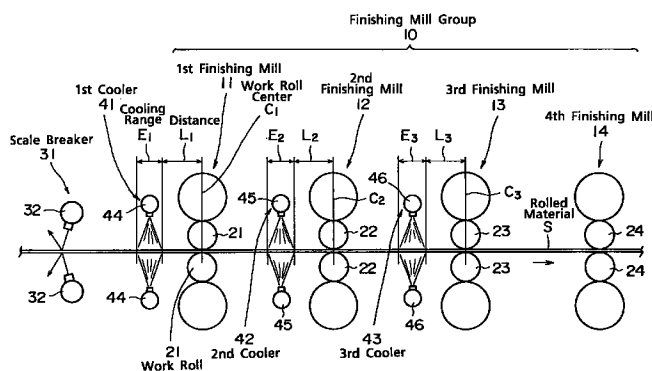 Finishing Mill Group
10
1st Finishing Mill
11
2nd
Finishing Mill
12
3rd Finishing Mill
13
4th Finishing Mill
14
1st Cooler
41
Work Roll
Center
C1
Cooling
Range
E1
Distance
L1
E2
L2
E3
L3
Scale Breaker
31
32
44
21
45
C2
22
46
C3
23
Rolled
Material
S
24
32
44
21
Work Roll
42
2nd Cooler
45
22
43
3rd Cooler
46
23
24